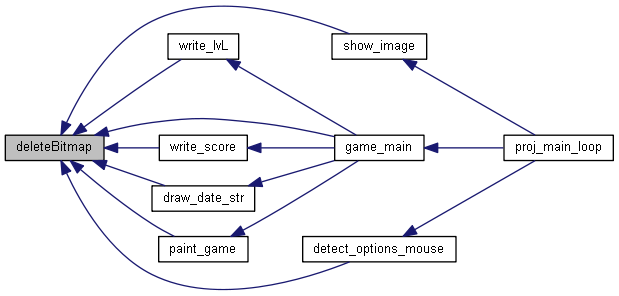 deleteBitmap
write_lvL
show_image
write_score
game_main
proj_main_loop
draw_date_str
paint_game
detect_options_mouse